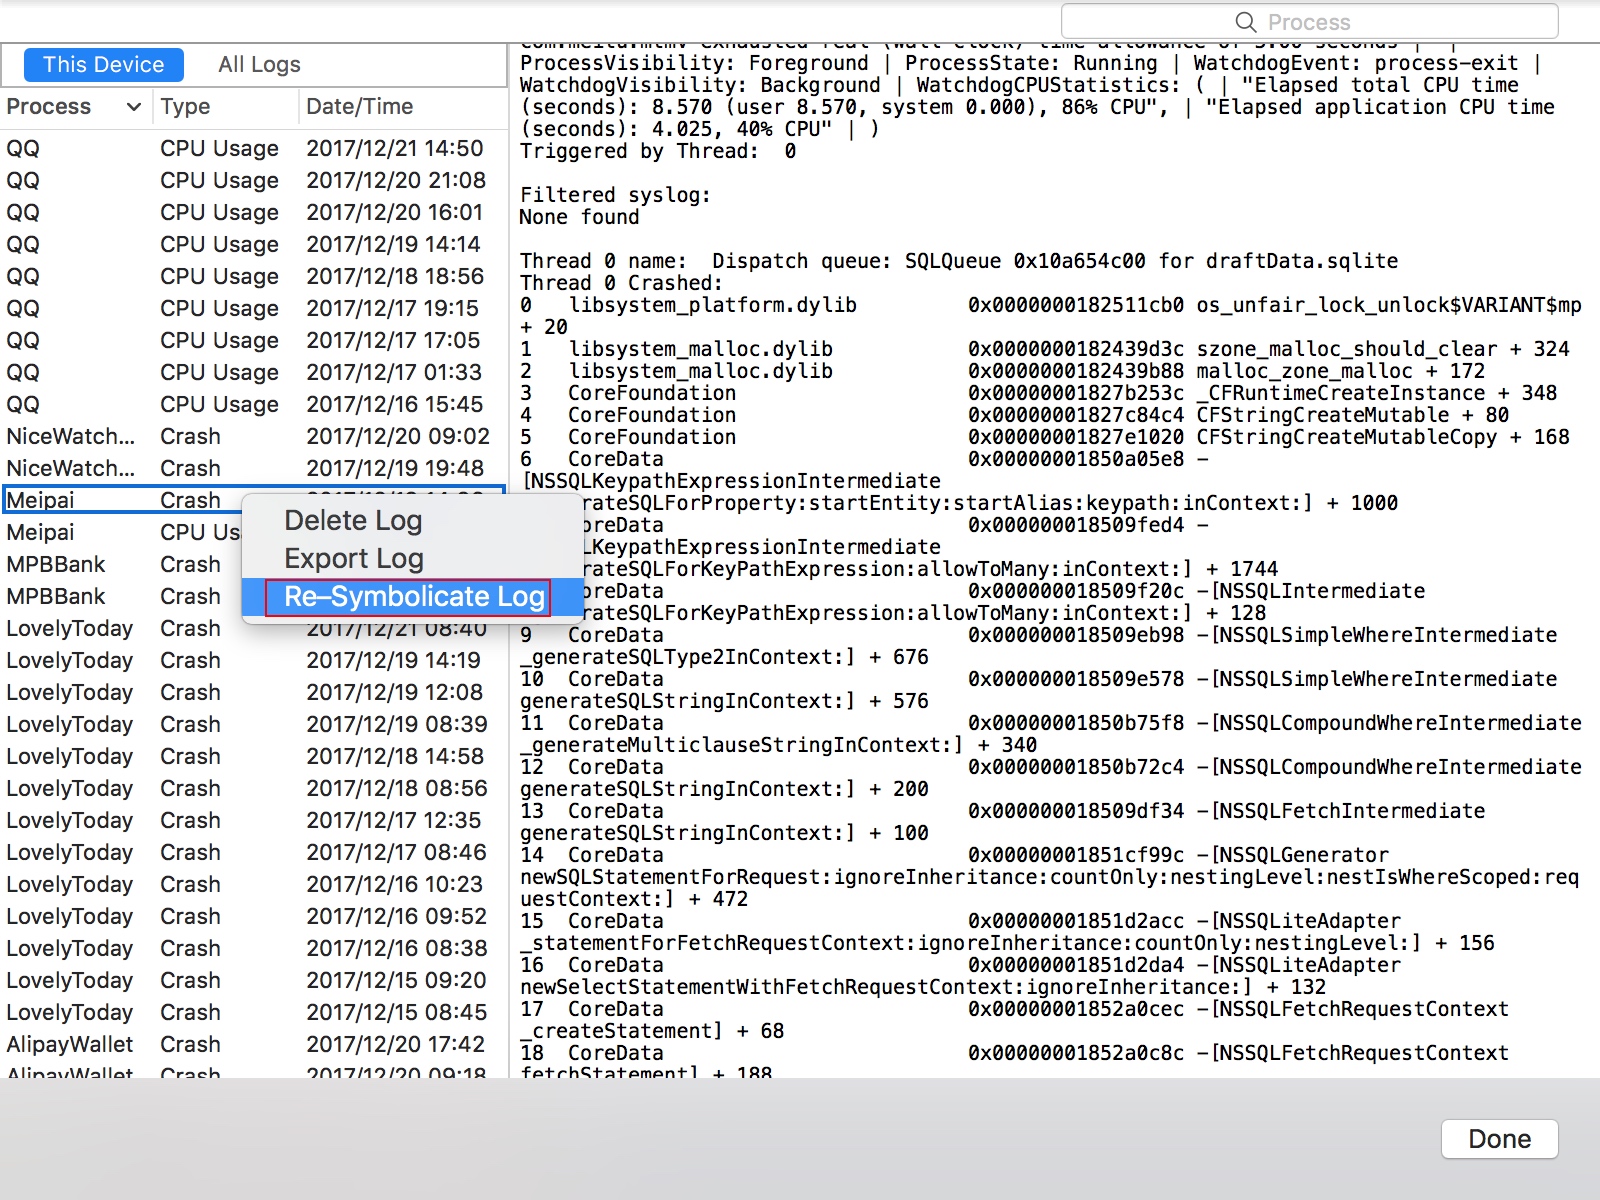 Process
This Device
All Logs
Process Type Date/Time
QQ CPU Usage 2017/12/21 14:50
QQ CPU Usage 2017/12/20 21:08
QQ CPU Usage 2017/12/20 16:01
QQ CPU Usage 2017/12/19 14:14
QQ CPU Usage 2017/12/18 18:56
QQ CPU Usage 2017/12/17 19:15
QQ CPU Usage 2017/12/17 17:05
QQ CPU Usage 2017/12/17 01:33
QQ CPU Usage 2017/12/16 15:45
NiceWatch... Crash 2017/12/20 09:02
NiceWatch... Crash 2017/12/19 19:48
Meipai Crash
Meipai CPU Us
MPBBank Crash
MPBBank Crash
LovelyToday Crash 2017/12/21 08:40
LovelyToday Crash 2017/12/19 14:19
LovelyToday Crash 2017/12/19 12:08
LovelyToday Crash 2017/12/19 08:39
LovelyToday Crash 2017/12/18 14:58
LovelyToday Crash 2017/12/18 08:56
LovelyToday Crash 2017/12/17 12:35
LovelyToday Crash 2017/12/17 08:46
LovelyToday Crash 2017/12/16 10:23
LovelyToday Crash 2017/12/16 09:52
LovelyToday Crash 2017/12/16 08:38
LovelyToday Crash 2017/12/15 09:20
LovelyToday Crash 2017/12/15 08:45
AlipayWallet Crash 2017/12/20 17:42
AlipayWallet Crash 2017/12/20 09:18
Delete Log
Export Log
Re–Symbolicate Log
com.meitu.mtmv exhausted real (wall clock) time allowance of 5.00 seconds | |
ProcessVisibility: Foreground | ProcessState: Running | WatchdogEvent: process-exit |
WatchdogVisibility: Background | WatchdogCPUStatistics: ( | "Elapsed total CPU time
(seconds): 8.570 (user 8.570, system 0.000), 86% CPU", | "Elapsed application CPU time
(seconds): 4.025, 40% CPU" | )
Triggered by Thread:  0
Filtered syslog:
None found
Thread 0 name:  Dispatch queue: SQLQueue 0x10a654c00 for draftData.sqlite
Thread 0 Crashed:
0   libsystem_platform.dylib 0x0000000182511cb0 os_unfair_lock_unlock$VARIANT$mp
+ 20
1   libsystem_malloc.dylib 0x0000000182439d3c szone_malloc_should_clear + 324
2   libsystem_malloc.dylib 0x0000000182439b88 malloc_zone_malloc + 172
3   CoreFoundation 0x00000001827b253c _CFRuntimeCreateInstance + 348
4   CoreFoundation 0x00000001827c84c4 CFStringCreateMutable + 80
5   CoreFoundation 0x00000001827e1020 CFStringCreateMutableCopy + 168
6   CoreData 0x00000001850a05e8 -
[NSSQLKeypathExpressionIntermediate
rateSQLForProperty:startEntity:startAlias:keypath:inContext:] + 1000
oreData 0x000000018509fed4 -
LKeypathExpressionIntermediate
rateSQLForKeyPathExpression:allowToMany:inContext:] + 1744
oreData 0x000000018509f20c -[NSSQLIntermediate
rateSQLForKeyPathExpression:allowToMany:inContext:] + 128
9   CoreData 0x000000018509eb98 -[NSSQLSimpleWhereIntermediate
_generateSQLType2InContext:] + 676
10  CoreData 0x000000018509e578 -[NSSQLSimpleWhereIntermediate
generateSQLStringInContext:] + 576
11  CoreData 0x00000001850b75f8 -[NSSQLCompoundWhereIntermediate
_generateMulticlauseStringInContext:] + 340
12  CoreData 0x00000001850b72c4 -[NSSQLCompoundWhereIntermediate
generateSQLStringInContext:] + 200
13  CoreData 0x000000018509df34 -[NSSQLFetchIntermediate
generateSQLStringInContext:] + 100
14  CoreData 0x00000001851cf99c -[NSSQLGenerator
newSQLStatementForRequest:ignoreInheritance:countOnly:nestingLevel:nestIsWhereScoped:req
uestContext:] + 472
15  CoreData 0x00000001851d2acc -[NSSQLiteAdapter
_statementForFetchRequestContext:ignoreInheritance:countOnly:nestingLevel:] + 156
16  CoreData 0x00000001851d2da4 -[NSSQLiteAdapter
newSelectStatementWithFetchRequestContext:ignoreInheritance:] + 132
17  CoreData 0x00000001852a0cec -[NSSQLFetchRequestContext
_createStatement] + 68
18  CoreData 0x00000001852a0c8c -[NSSQLFetchRequestContext
fetchStatement] + 188
Done